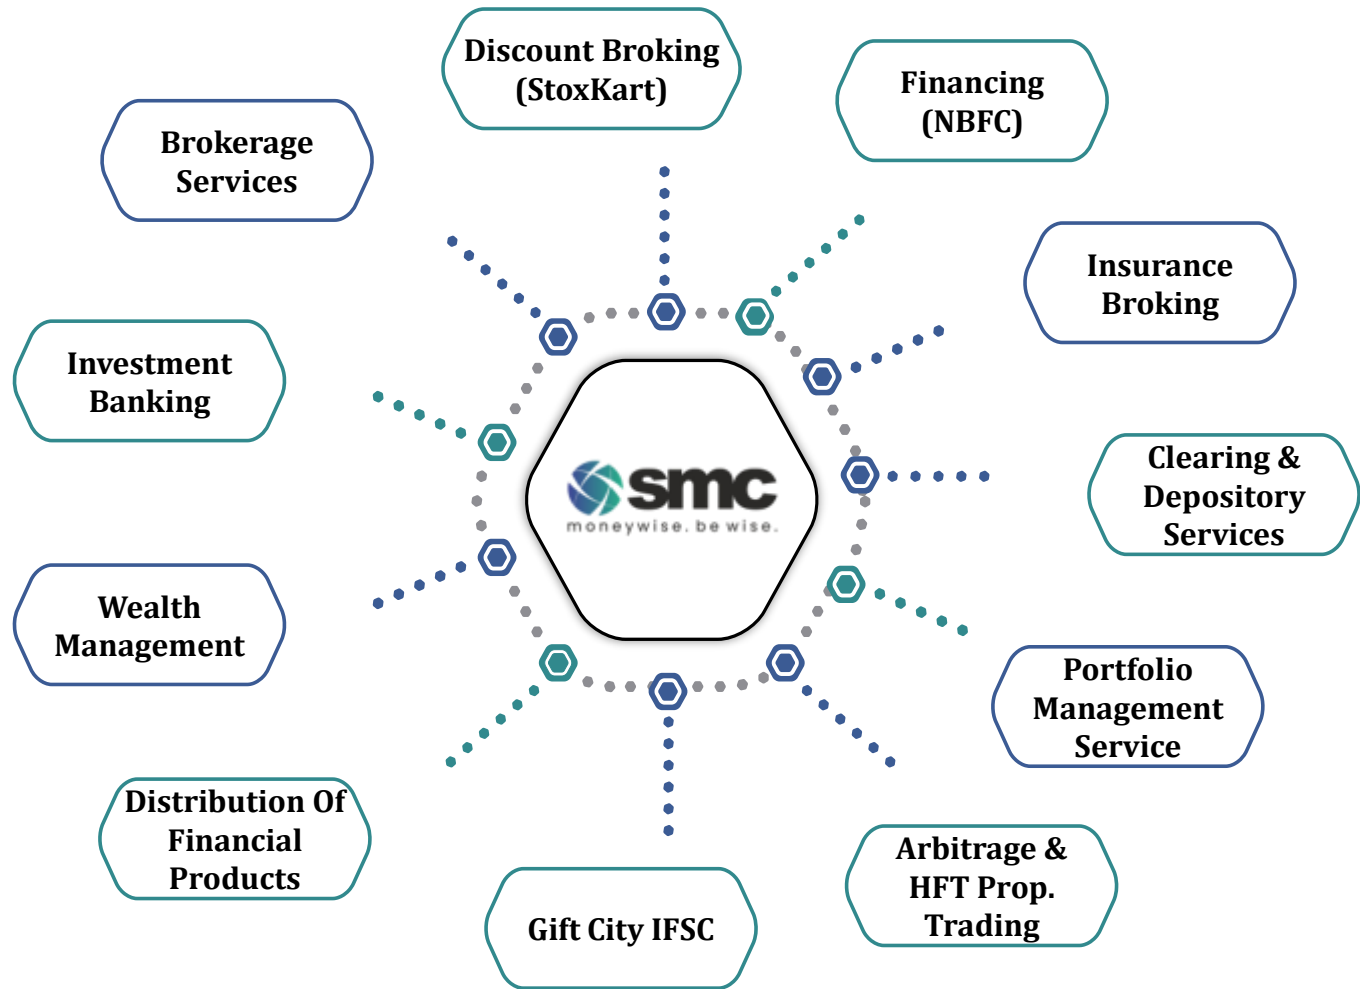 Discount Broking
(StoxKart)
Financing
(NBFC)
Brokerage
Services
Insurance
Broking
Investment
Banking
Clearing &
Depository
Services
smc
moneywise. be wise.
Wealth
Management
Portfolio
Management
Service
Distribution Of
Financial
Products
Arbitrage &
HFT Prop.
Trading
Gift City IFSC